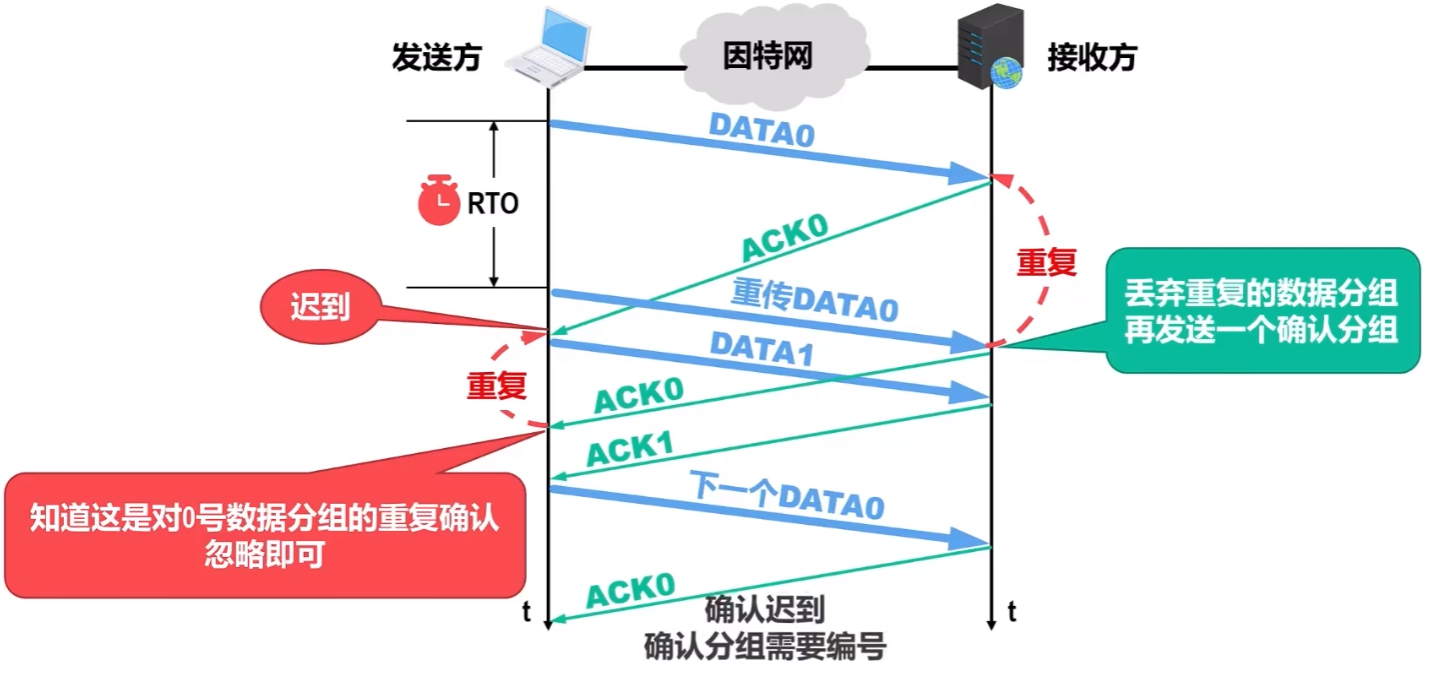 发送方
因特网
接收方
DATA0
RTO
ACK0
重复
迟到
重传DATA0
丢弃重复的数据分组
再发送一个确认分组
DATA1
重复
ACK0
ACK1
下一个DATA0
知道这是对0号数据分组的重复确认
忽略即可
ACK0
t
t
确认迟到
确认分组需要编号